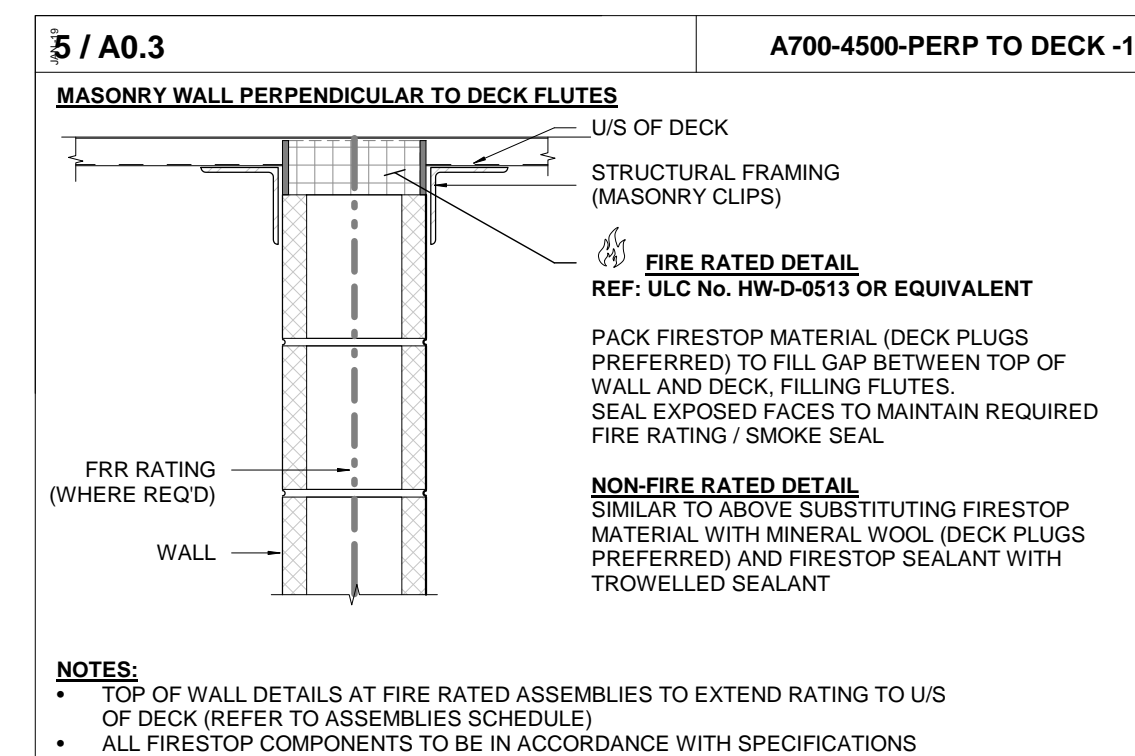 5 / A0.3
JAN-19
A700-4500-PERP TO DECK -1
MASONRY WALL PERPENDICULAR TO DECK FLUTES
U/S OF DECK
STRUCTURAL FRAMING
(MASONRY CLIPS)
FIRE RATED DETAIL
REF: ULC No. HW-D-0513 OR EQUIVALENT
PACK FIRESTOP MATERIAL (DECK PLUGS
PREFERRED) TO FILL GAP BETWEEN TOP OF
WALL AND DECK, FILLING FLUTES.
SEAL EXPOSED FACES TO MAINTAIN REQUIRED
FIRE RATING / SMOKE SEAL
FRR RATING
(WHERE REQ'D)
WALL
NON-FIRE RATED DETAIL
SIMILAR TO ABOVE SUBSTITUTING FIRESTOP
MATERIAL WITH MINERAL WOOL (DECK PLUGS
PREFERRED) AND FIRESTOP SEALANT WITH
TROWELLED SEALANT
NOTES:
• TOP OF WALL DETAILS AT FIRE RATED ASSEMBLIES TO EXTEND RATING TO U/S
OF DECK (REFER TO ASSEMBLIES SCHEDULE)
• ALL FIRESTOP COMPONENTS TO BE IN ACCORDANCE WITH SPECIFICATIONS